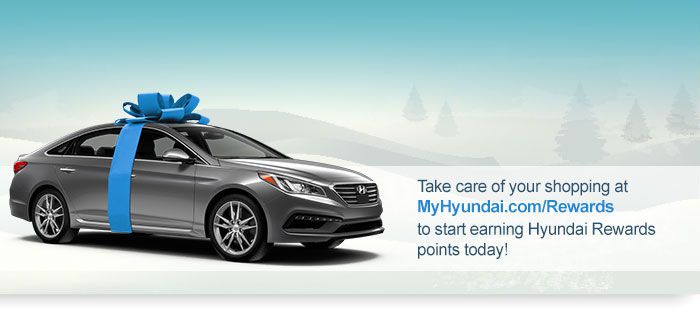 Take care of your shopping at
MyHyundai.com/Rewards
to start earning Hyundai Rewards
points today!